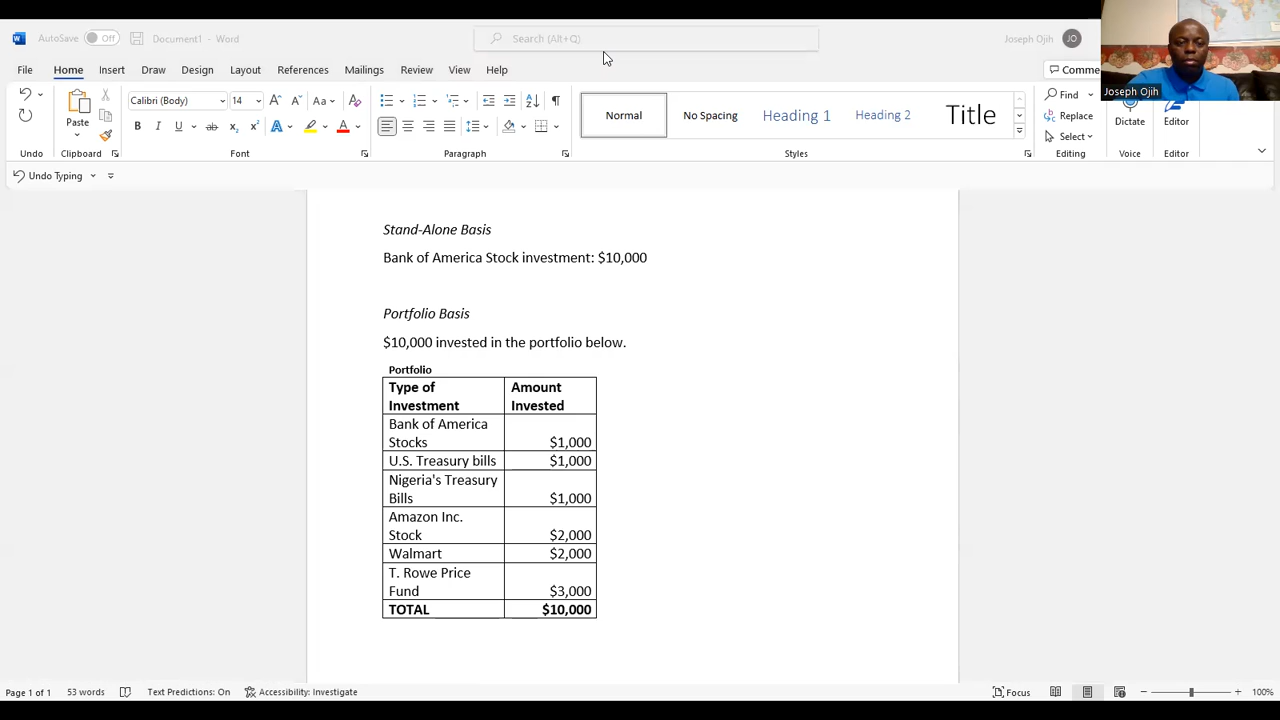 AutoSave Off Document1 - Word Search (Alt+Q) Joseph Ojih JO
File Home Insert Draw Design Layout References Mailings Review View Help Comme
Joseph Ojih
Calibri (Body) 14 Aa Normal No Spacing Heading 1 Heading 2 Title Find
Paste B I U ab x₂ x² A A Replace Dictate Editor
Select
Undo Clipboard Font Paragraph Styles Editing Voice Editor
Undo Typing
Stand-Alone Basis
Bank of America Stock investment: $10,000
Portfolio Basis
$10,000 invested in the portfolio below.
Portfolio
Type of Amount
Investment Invested
Bank of America
Stocks $1,000
U.S. Treasury bills $1,000
Nigeria's Treasury
Bills $1,000
Amazon Inc.
Stock $2,000
Walmart $2,000
T. Rowe Price
Fund $3,000
TOTAL $10,000
Page 1 of 1 53 words Text Predictions: On Accessibility: Investigate Focus 100%